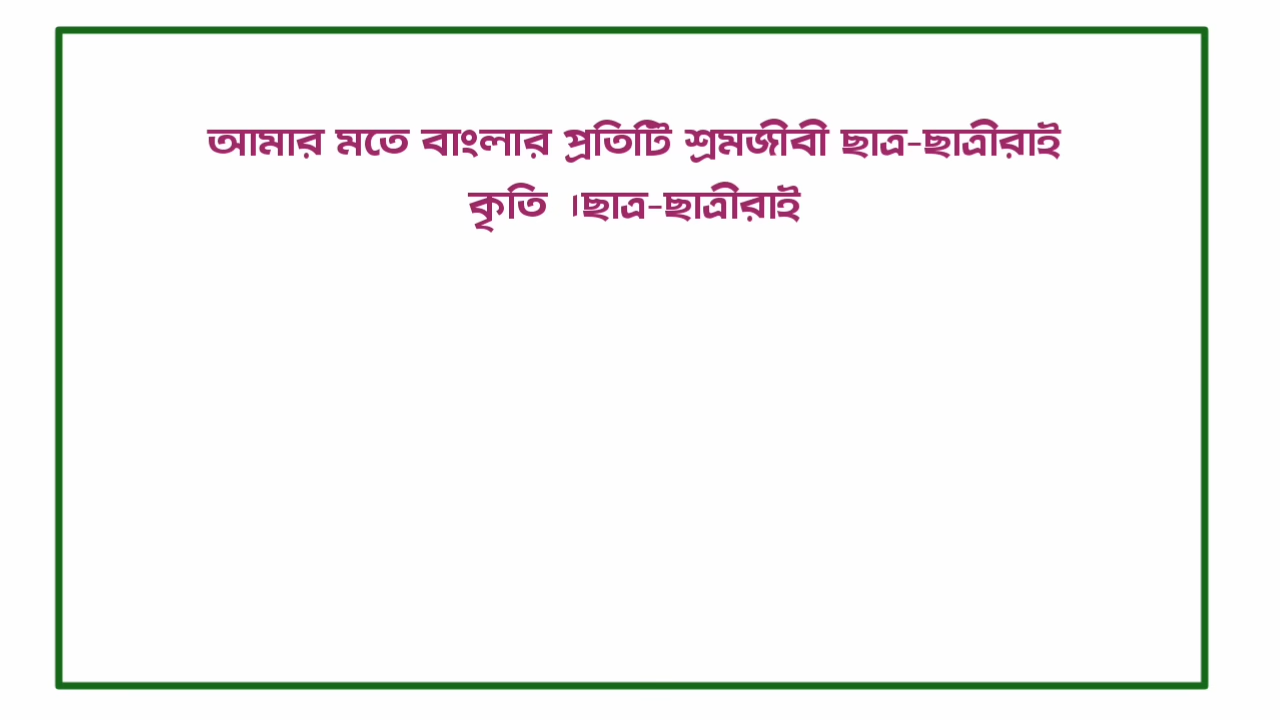 আমার মতে বাংলার প্রতিটি শ্রমজীবী ছাত্র-ছাত্রীরাই
কৃতি ।ছাত্র-ছাত্রীরাই